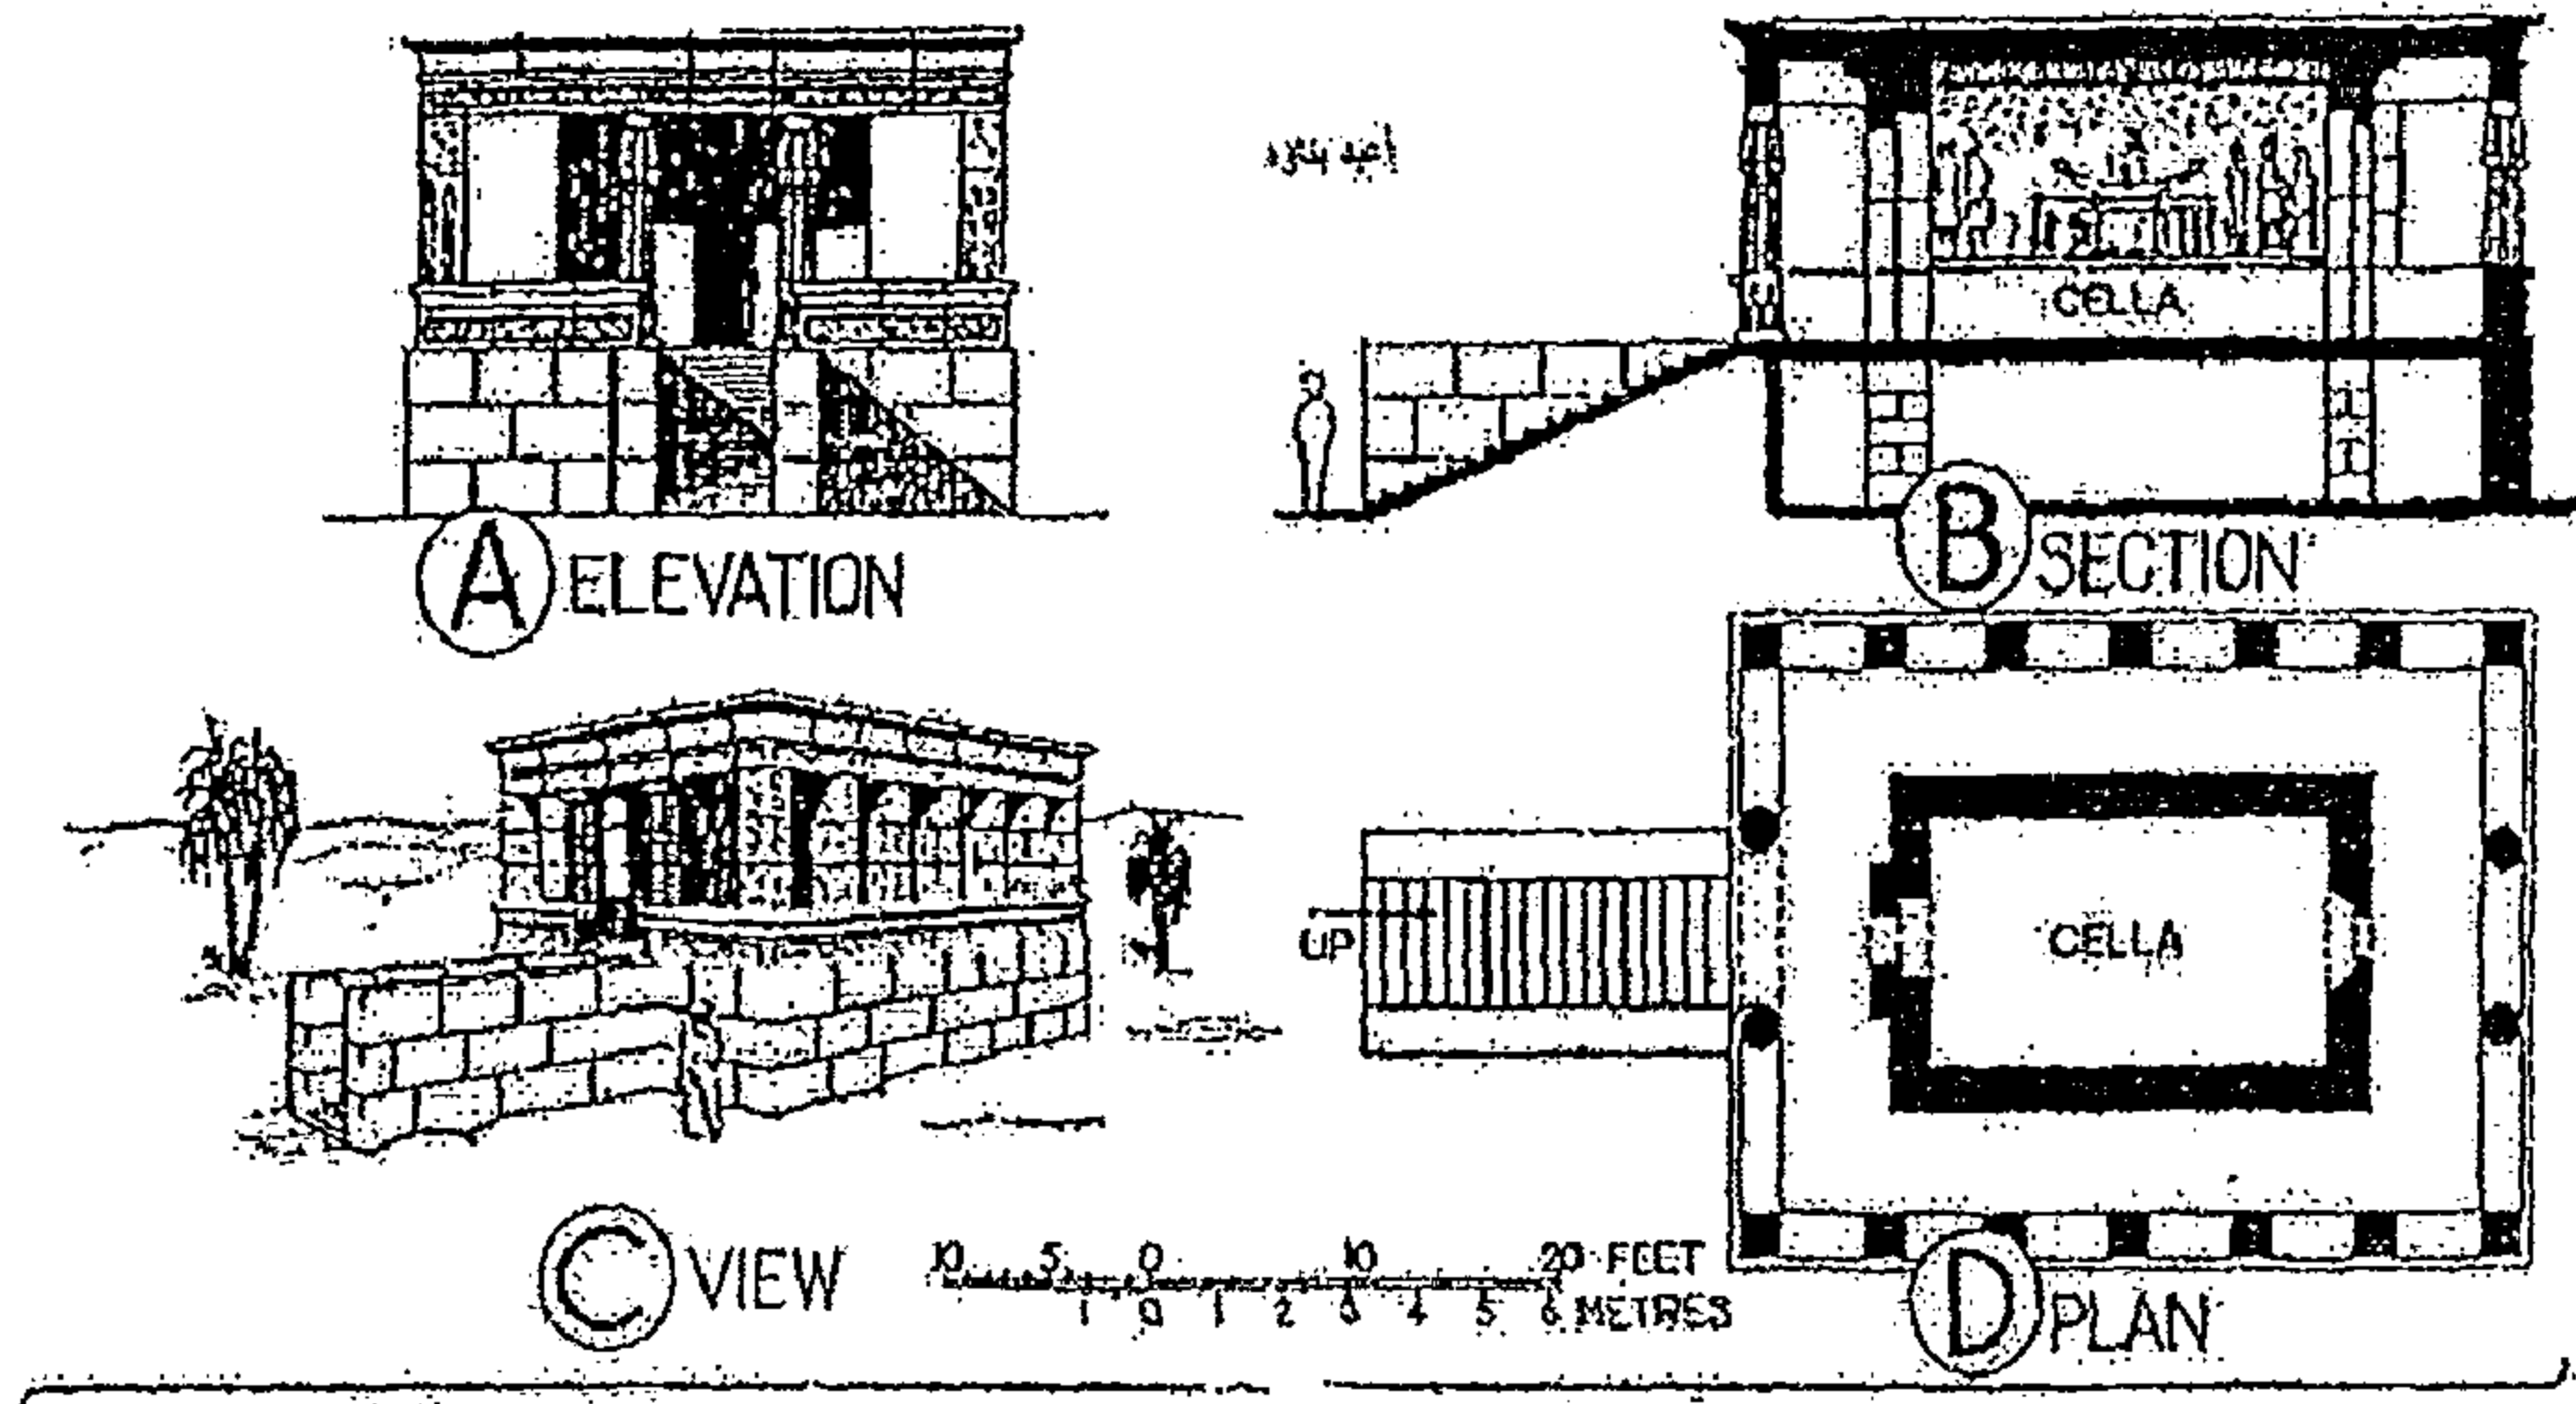 CELLA
A ELEVATION
B SECTION
UP
CELLA
C VIEW
10 5 0 10 20 FEET
1 0 1 2 3 4 5 6 METRES
D PLAN